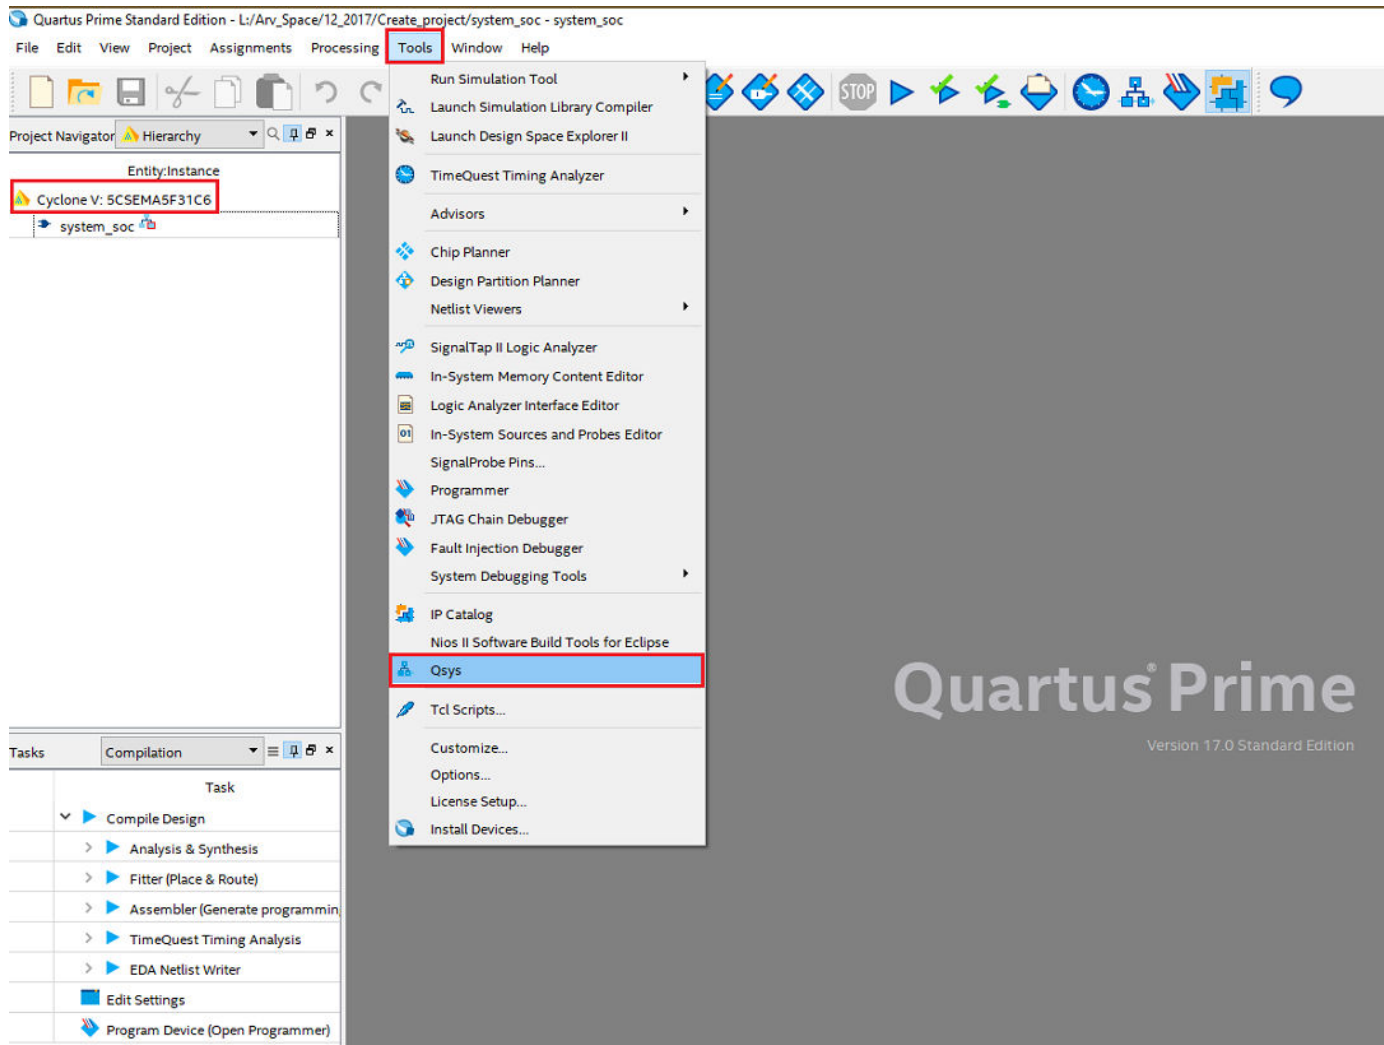 Quartus Prime Standard Edition - L:/Arv_Space/12_2017/Create_project/system_soc - system_soc
File Edit View Project Assignments Processing Tools Window Help
STOP
Project Navigator Hierarchy
Entity:Instance
Cyclone V: 5CSEMA5F31C6
system_soc
Run Simulation Tool
Launch Simulation Library Compiler
Launch Design Space Explorer II
TimeQuest Timing Analyzer
Advisors
Chip Planner
Design Partition Planner
Netlist Viewers
SignalTap II Logic Analyzer
In-System Memory Content Editor
Logic Analyzer Interface Editor
01 In-System Sources and Probes Editor
SignalProbe Pins...
Programmer
JTAG Chain Debugger
Fault Injection Debugger
System Debugging Tools
IP Catalog
Nios II Software Build Tools for Eclipse
Qsys
Tcl Scripts...
Customize...
Options...
License Setup...
Install Devices...
Quartus® Prime
Version 17.0 Standard Edition
Tasks Compilation
Task
Compile Design
Analysis & Synthesis
Fitter (Place & Route)
Assembler (Generate programmin
TimeQuest Timing Analysis
EDA Netlist Writer
Edit Settings
Program Device (Open Programmer)